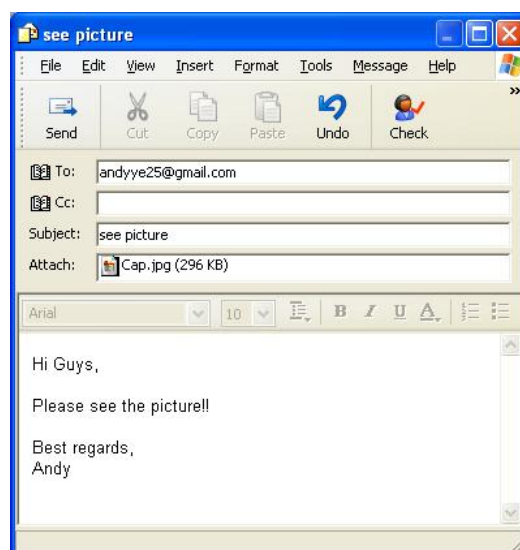 see picture
File Edit View Insert Format Tools Message Help
»
Send Cut Copy Paste Undo Check
To: andyye25@gmail.com
Cc:
Subject: see picture
Attach: Cap.jpg (296 KB)
Arial 10 B I U A
Hi Guys,
Please see the picture!!
Best regards,
Andy